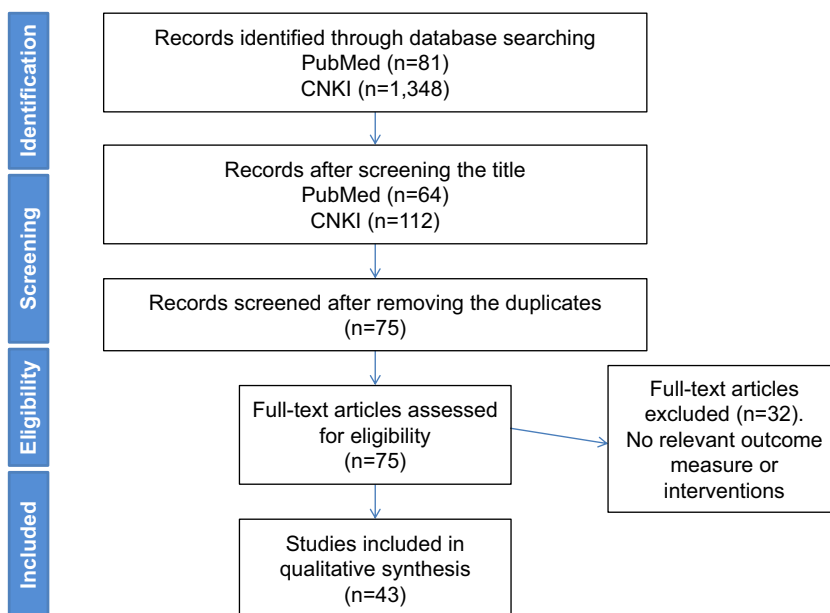 Identification
Records identified through database searching
PubMed (n=81)
CNKI (n=1,348)
Screening
Records after screening the title
PubMed (n=64)
CNKI (n=112)
Records screened after removing the duplicates
(n=75)
Eligibility
Full-text articles assessed
for eligibility
(n=75)
Full-text articles
excluded (n=32).
No relevant outcome
measure or
interventions
Included
Studies included in
qualitative synthesis
(n=43)